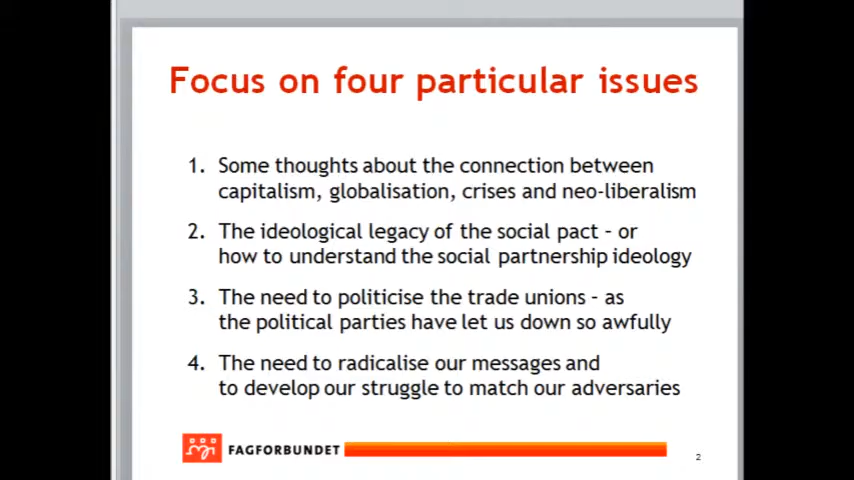 Focus on four particular issues
1. Some thoughts about the connection between
capitalism, globalisation, crises and neo-liberalism
2. The ideological legacy of the social pact - or
how to understand the social partnership ideology
3. The need to politicise the trade unions - as
the political parties have let us down so awfully
4. The need to radicalise our messages and
to develop our struggle to match our adversaries
FAGFORBUNDET
2